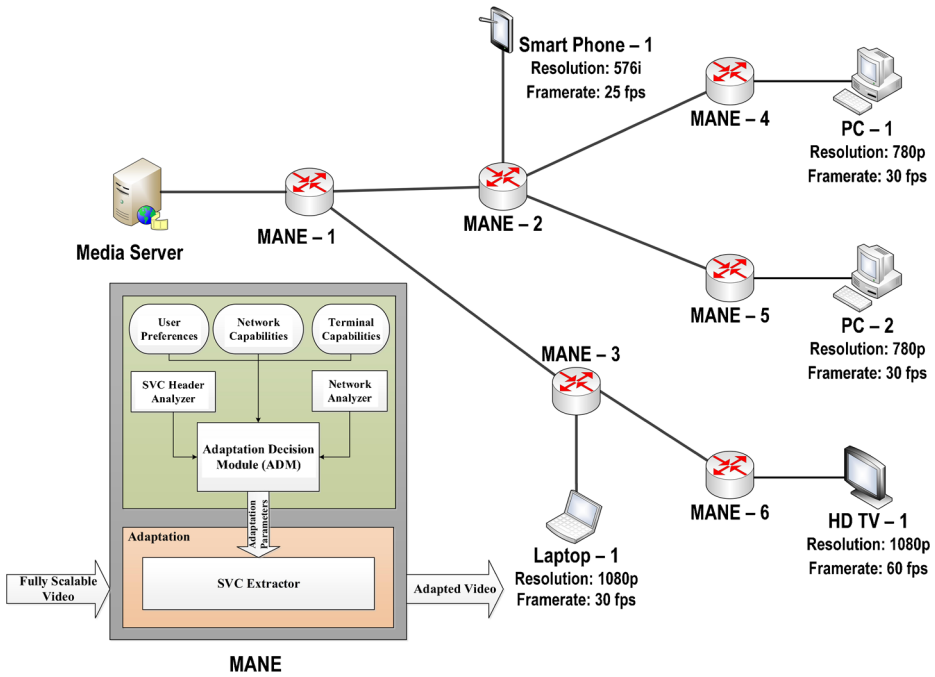 Smart Phone – 1
Resolution: 576i
Framerate: 25 fps
MANE – 4
PC – 1
Resolution: 780p
Framerate: 30 fps
Media Server
MANE – 1
MANE – 2
MANE – 5
PC – 2
Resolution: 780p
Framerate: 30 fps
MANE – 3
Laptop – 1
Resolution: 1080p
Framerate: 30 fps
MANE – 6
HD TV – 1
Resolution: 1080p
Framerate: 60 fps
User
Preferences
Network
Capabilities
Terminal
Capabilities
SVC Header
Analyzer
Network
Analyzer
Adaptation Decision
Module (ADM)
Adaptation
Parameters
Adaptation
SVC Extractor
Fully Scalable
Video
Adapted Video
MANE